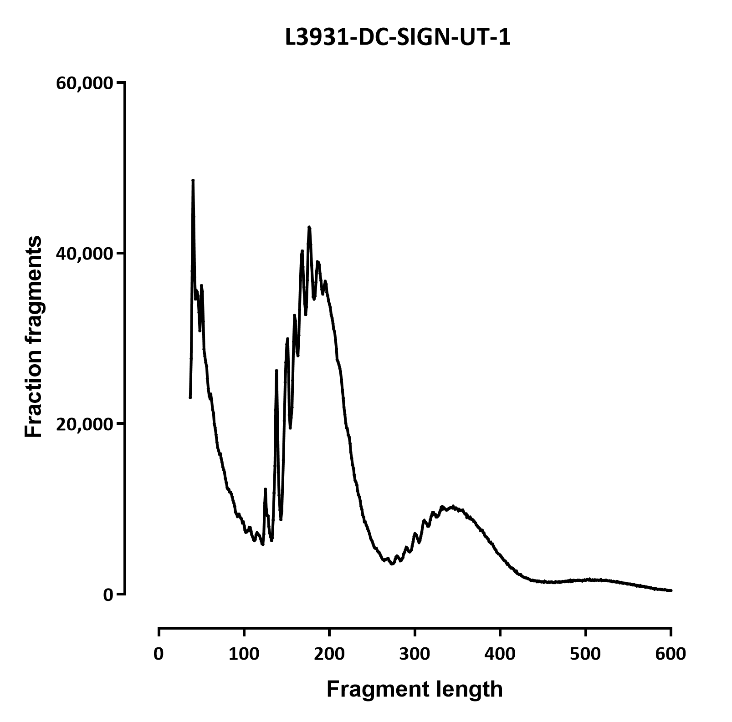 L3931-DC-SIGN-UT-1
60,000
40,000
20,000
0
Fraction fragments
0 100 200 300 400 500 600
Fragment length